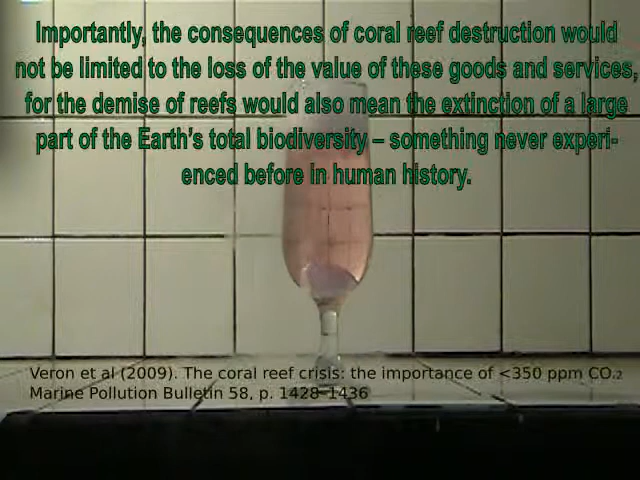 Importantly, the consequences of coral reef destruction would
not be limited to the loss of the value of these goods and services,
for the demise of reefs would also mean the extinction of a large
part of the Earth's total biodiversity – something never experi-
enced before in human history.
Veron et al (2009). The coral reef crisis: the importance of <350 ppm CO.₂
Marine Pollution Bulletin 58, p. 1428–1436